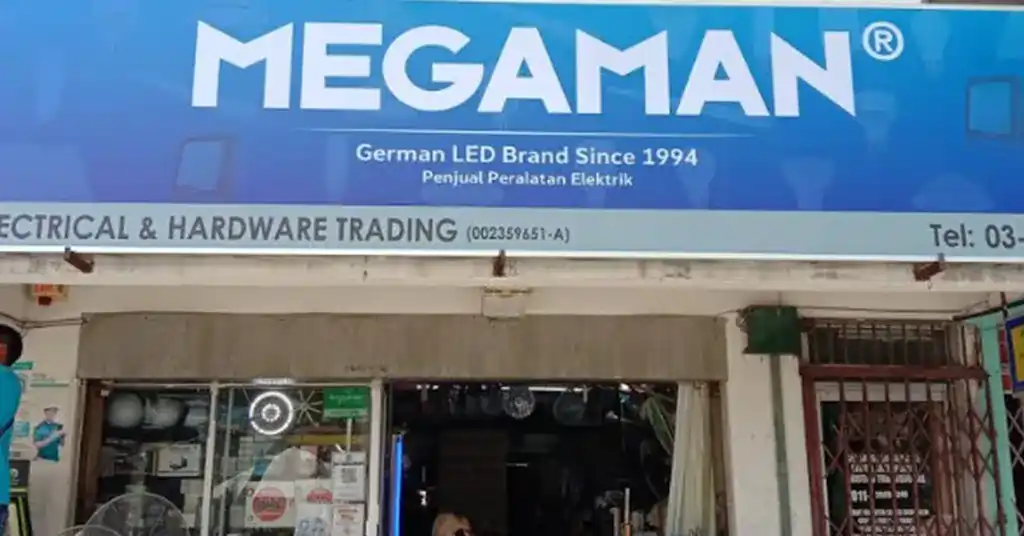 MEGAMAN®
German LED Brand Since 1994
Penjual Peralatan Elektrik
ECTRICAL & HARDWARE TRADING (002359651-A)
Tel: 03-